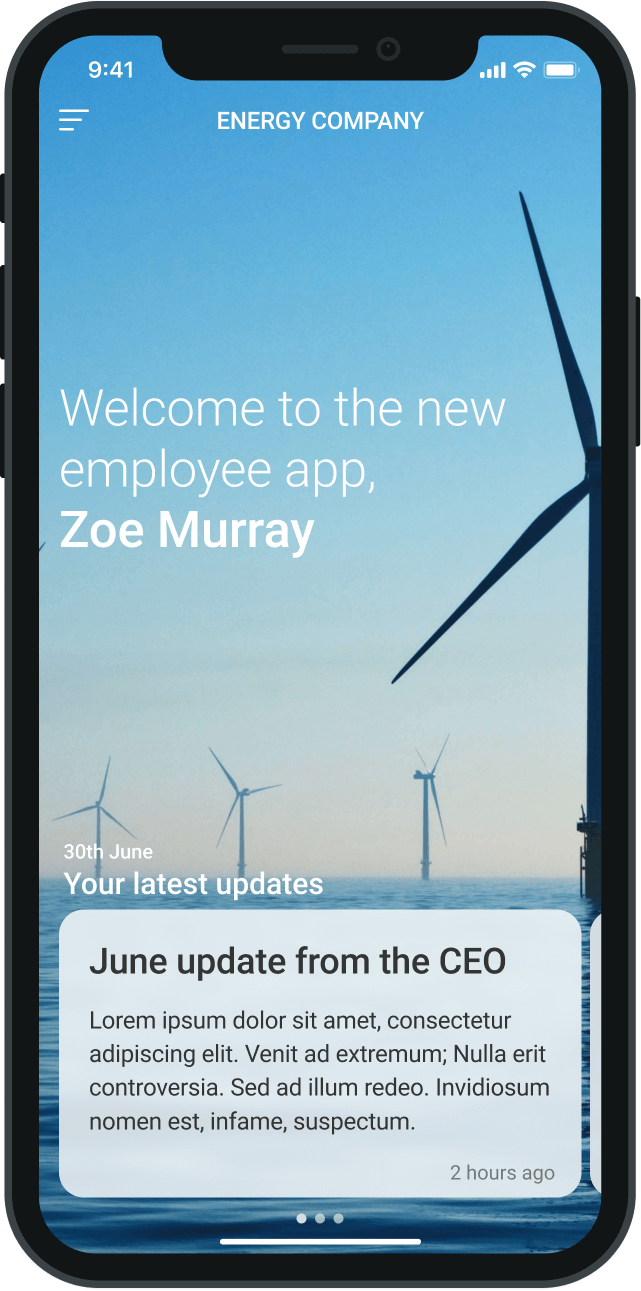 9:41
ENERGY COMPANY
Welcome to the new
employee app,
Zoe Murray
30th June
Your latest updates
June update from the CEO
Lorem ipsum dolor sit amet, consectetur
adipiscing elit. Venit ad extremum; Nulla erit
controversia. Sed ad illum redeo. Invidiosum
nomen est, infame, suspectum.
2 hours ago